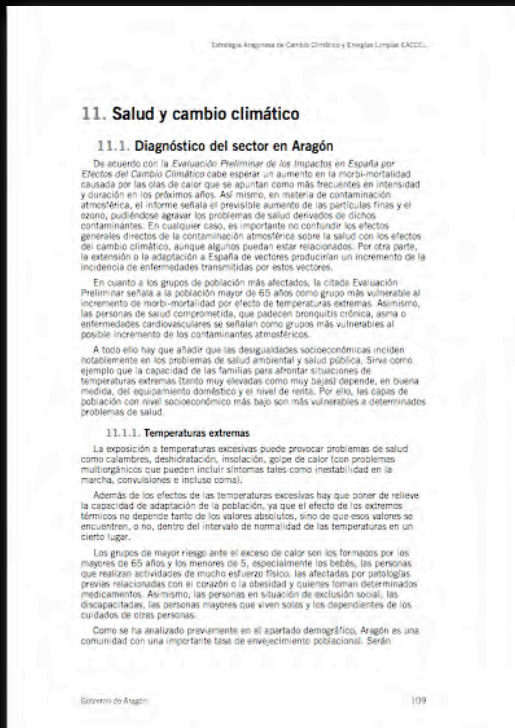 Estrategia Aragonesa de Cambio Climático y Energías Limpias EACCEL
11. Salud y cambio climático
11.1. Diagnóstico del sector en Aragón
De acuerdo con la Evaluación Preliminar de los Impactos en España por
Efectos del Cambio Climático cabe esperar un aumento en la morbi-mortalidad
causada por las olas de calor que se apuntan como más frecuentes en intensidad
y duración en los próximos años. Así mismo, en materia de contaminación
atmosférica, el informe señala el previsible aumento de las partículas finas y el
ozono, pudiéndose agravar los problemas de salud derivados de dichos
contaminantes. En cualquier caso, es importante no confundir los efectos
generales directos de la contaminación atmosférica sobre la salud con los efectos
del cambio climático, aunque algunos puedan estar relacionados. Por otra parte,
la extensión o la adaptación a España de vectores producirían un incremento de la
incidencia de enfermedades transmitidas por estos vectores.
En cuanto a los grupos de población más afectados, la citada Evaluación
Preliminar señala a la población mayor de 65 años como grupo más vulnerable al
incremento de morbi-mortalidad por efecto de temperaturas extremas. Asimismo,
las personas de salud comprometida, que padecen bronquitis crónica, asma o
enfermedades cardiovasculares se señalan como grupos más vulnerables al
posible incremento de los contaminantes atmosféricos.
A todo ello hay que añadir que las desigualdades socioeconómicas inciden
notablemente en los problemas de salud ambiental y salud pública. Sirva como
ejemplo que la capacidad de las familias para afrontar situaciones de
temperaturas extremas (tanto muy elevadas como muy bajas) depende, en buena
medida, del equipamiento doméstico y el nivel de renta. Por ello, las capas de
población con nivel socioeconómico más bajo son más vulnerables a determinados
problemas de salud.
11.1.1. Temperaturas extremas
La exposición a temperaturas excesivas puede provocar problemas de salud
como calambres, deshidratación, insolación, golpe de calor (con problemas
multiorgánicos que pueden incluir síntomas tales como inestabilidad en la
marcha, convulsiones e incluso coma).
Además de los efectos de las temperaturas excesivas hay que poner de relieve
la capacidad de adaptación de la población, ya que el efecto de los extremos
térmicos no depende tanto de los valores absolutos, sino de que esos valores se
encuentren, o no, dentro del intervalo de normalidad de las temperaturas en un
cierto lugar.
Los grupos de mayor riesgo ante el exceso de calor son los formados por los
mayores de 65 años y los menores de 5, especialmente los bebés, las personas
que realizan actividades de mucho esfuerzo físico, las afectadas por patologías
previas relacionadas con el corazón o la obesidad y quienes toman determinados
medicamentos. Asimismo, las personas en situación de exclusión social, las
discapacitadas, las personas mayores que viven solas y los dependientes de los
cuidados de otras personas.
Como se ha analizado previamente en el apartado demográfico, Aragón es una
comunidad con una importante tasa de envejecimiento poblacional. Serán
Gobierno de Aragón
109